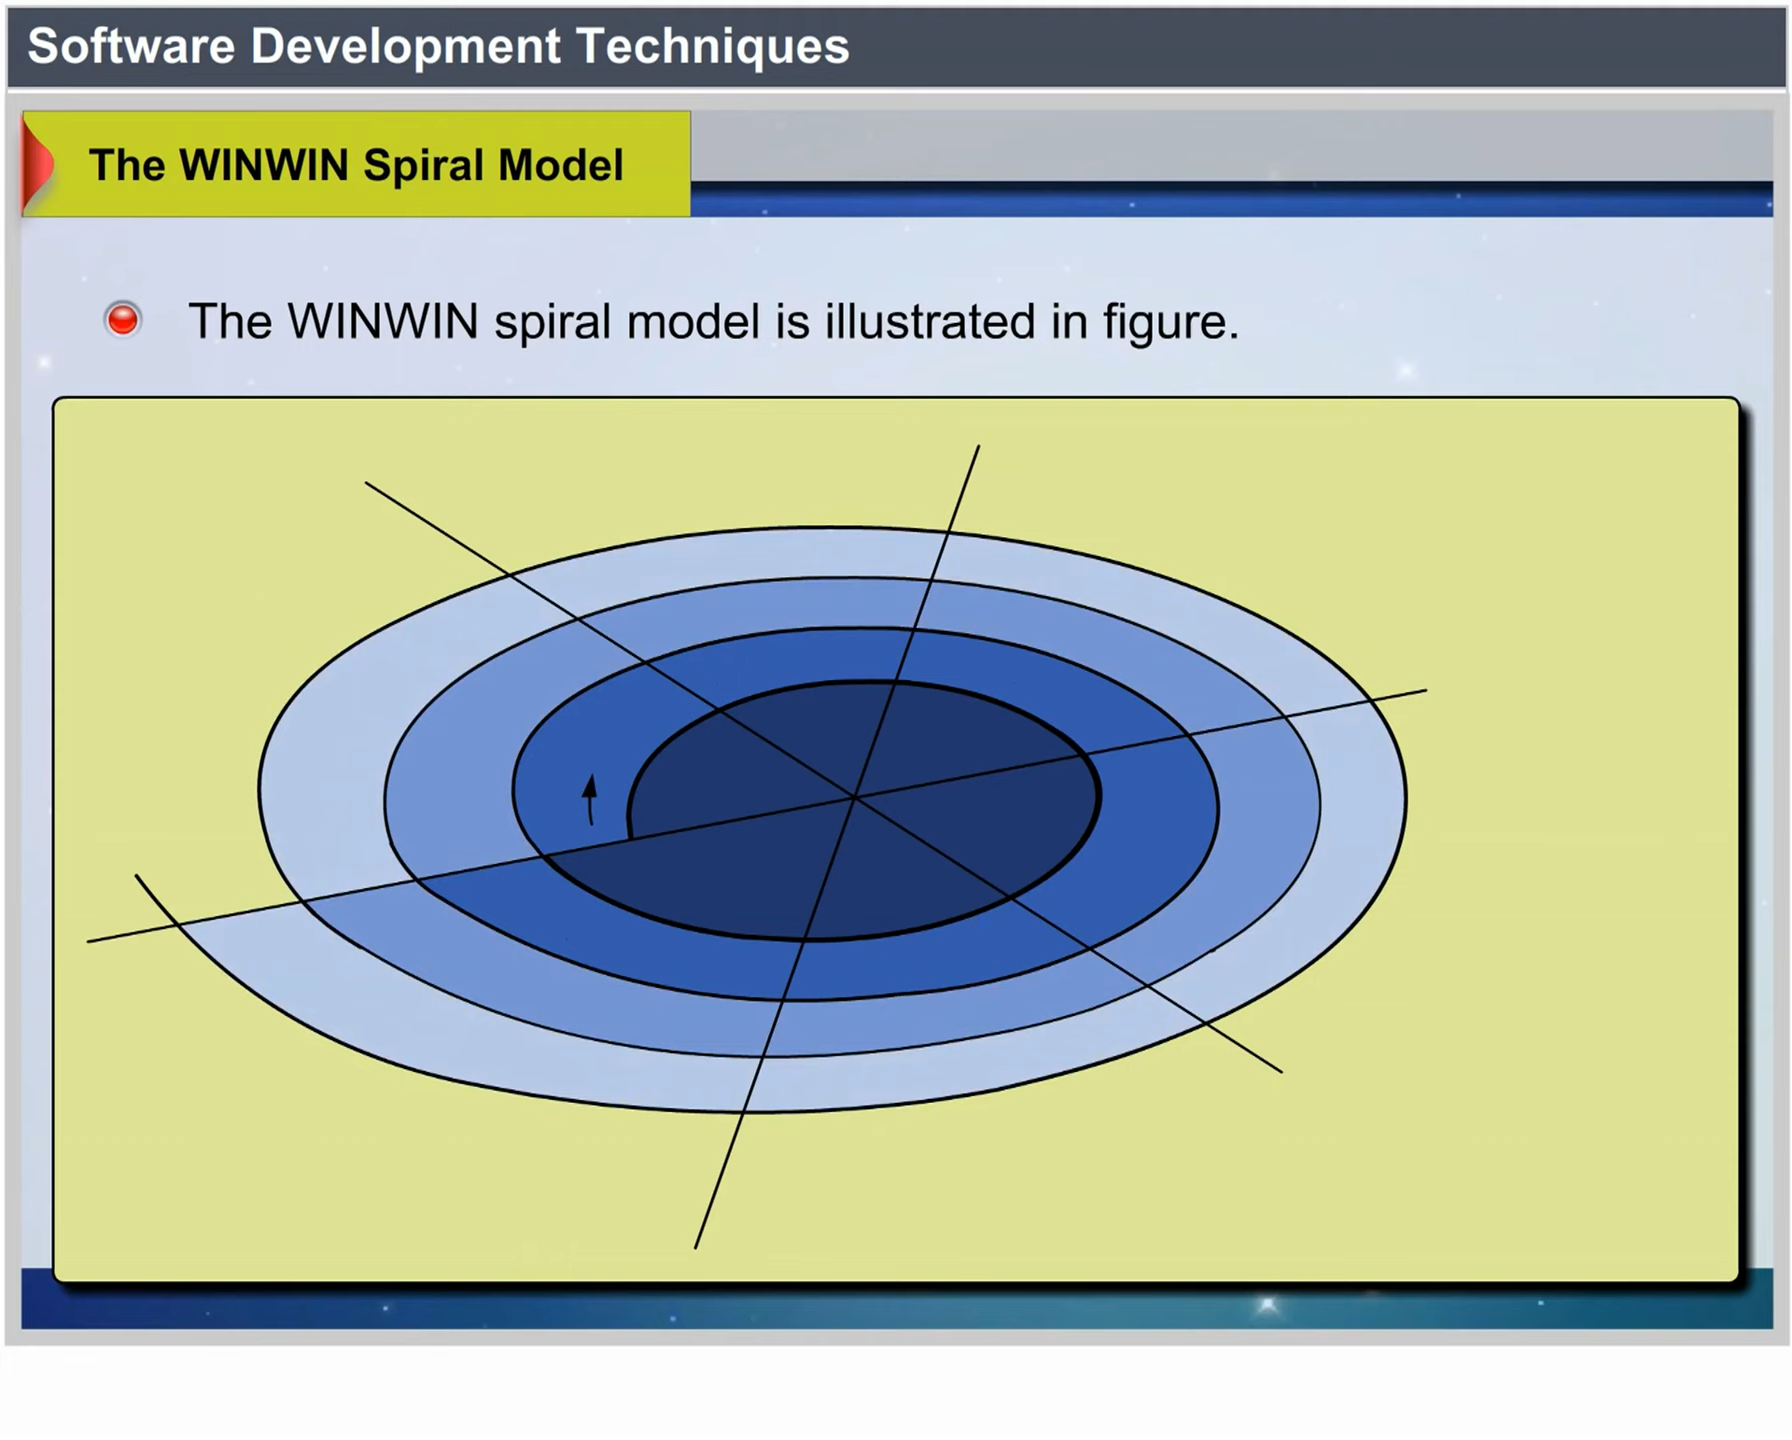 Software Development Techniques
The WINWIN Spiral Model
The WINWIN spiral model is illustrated in figure.